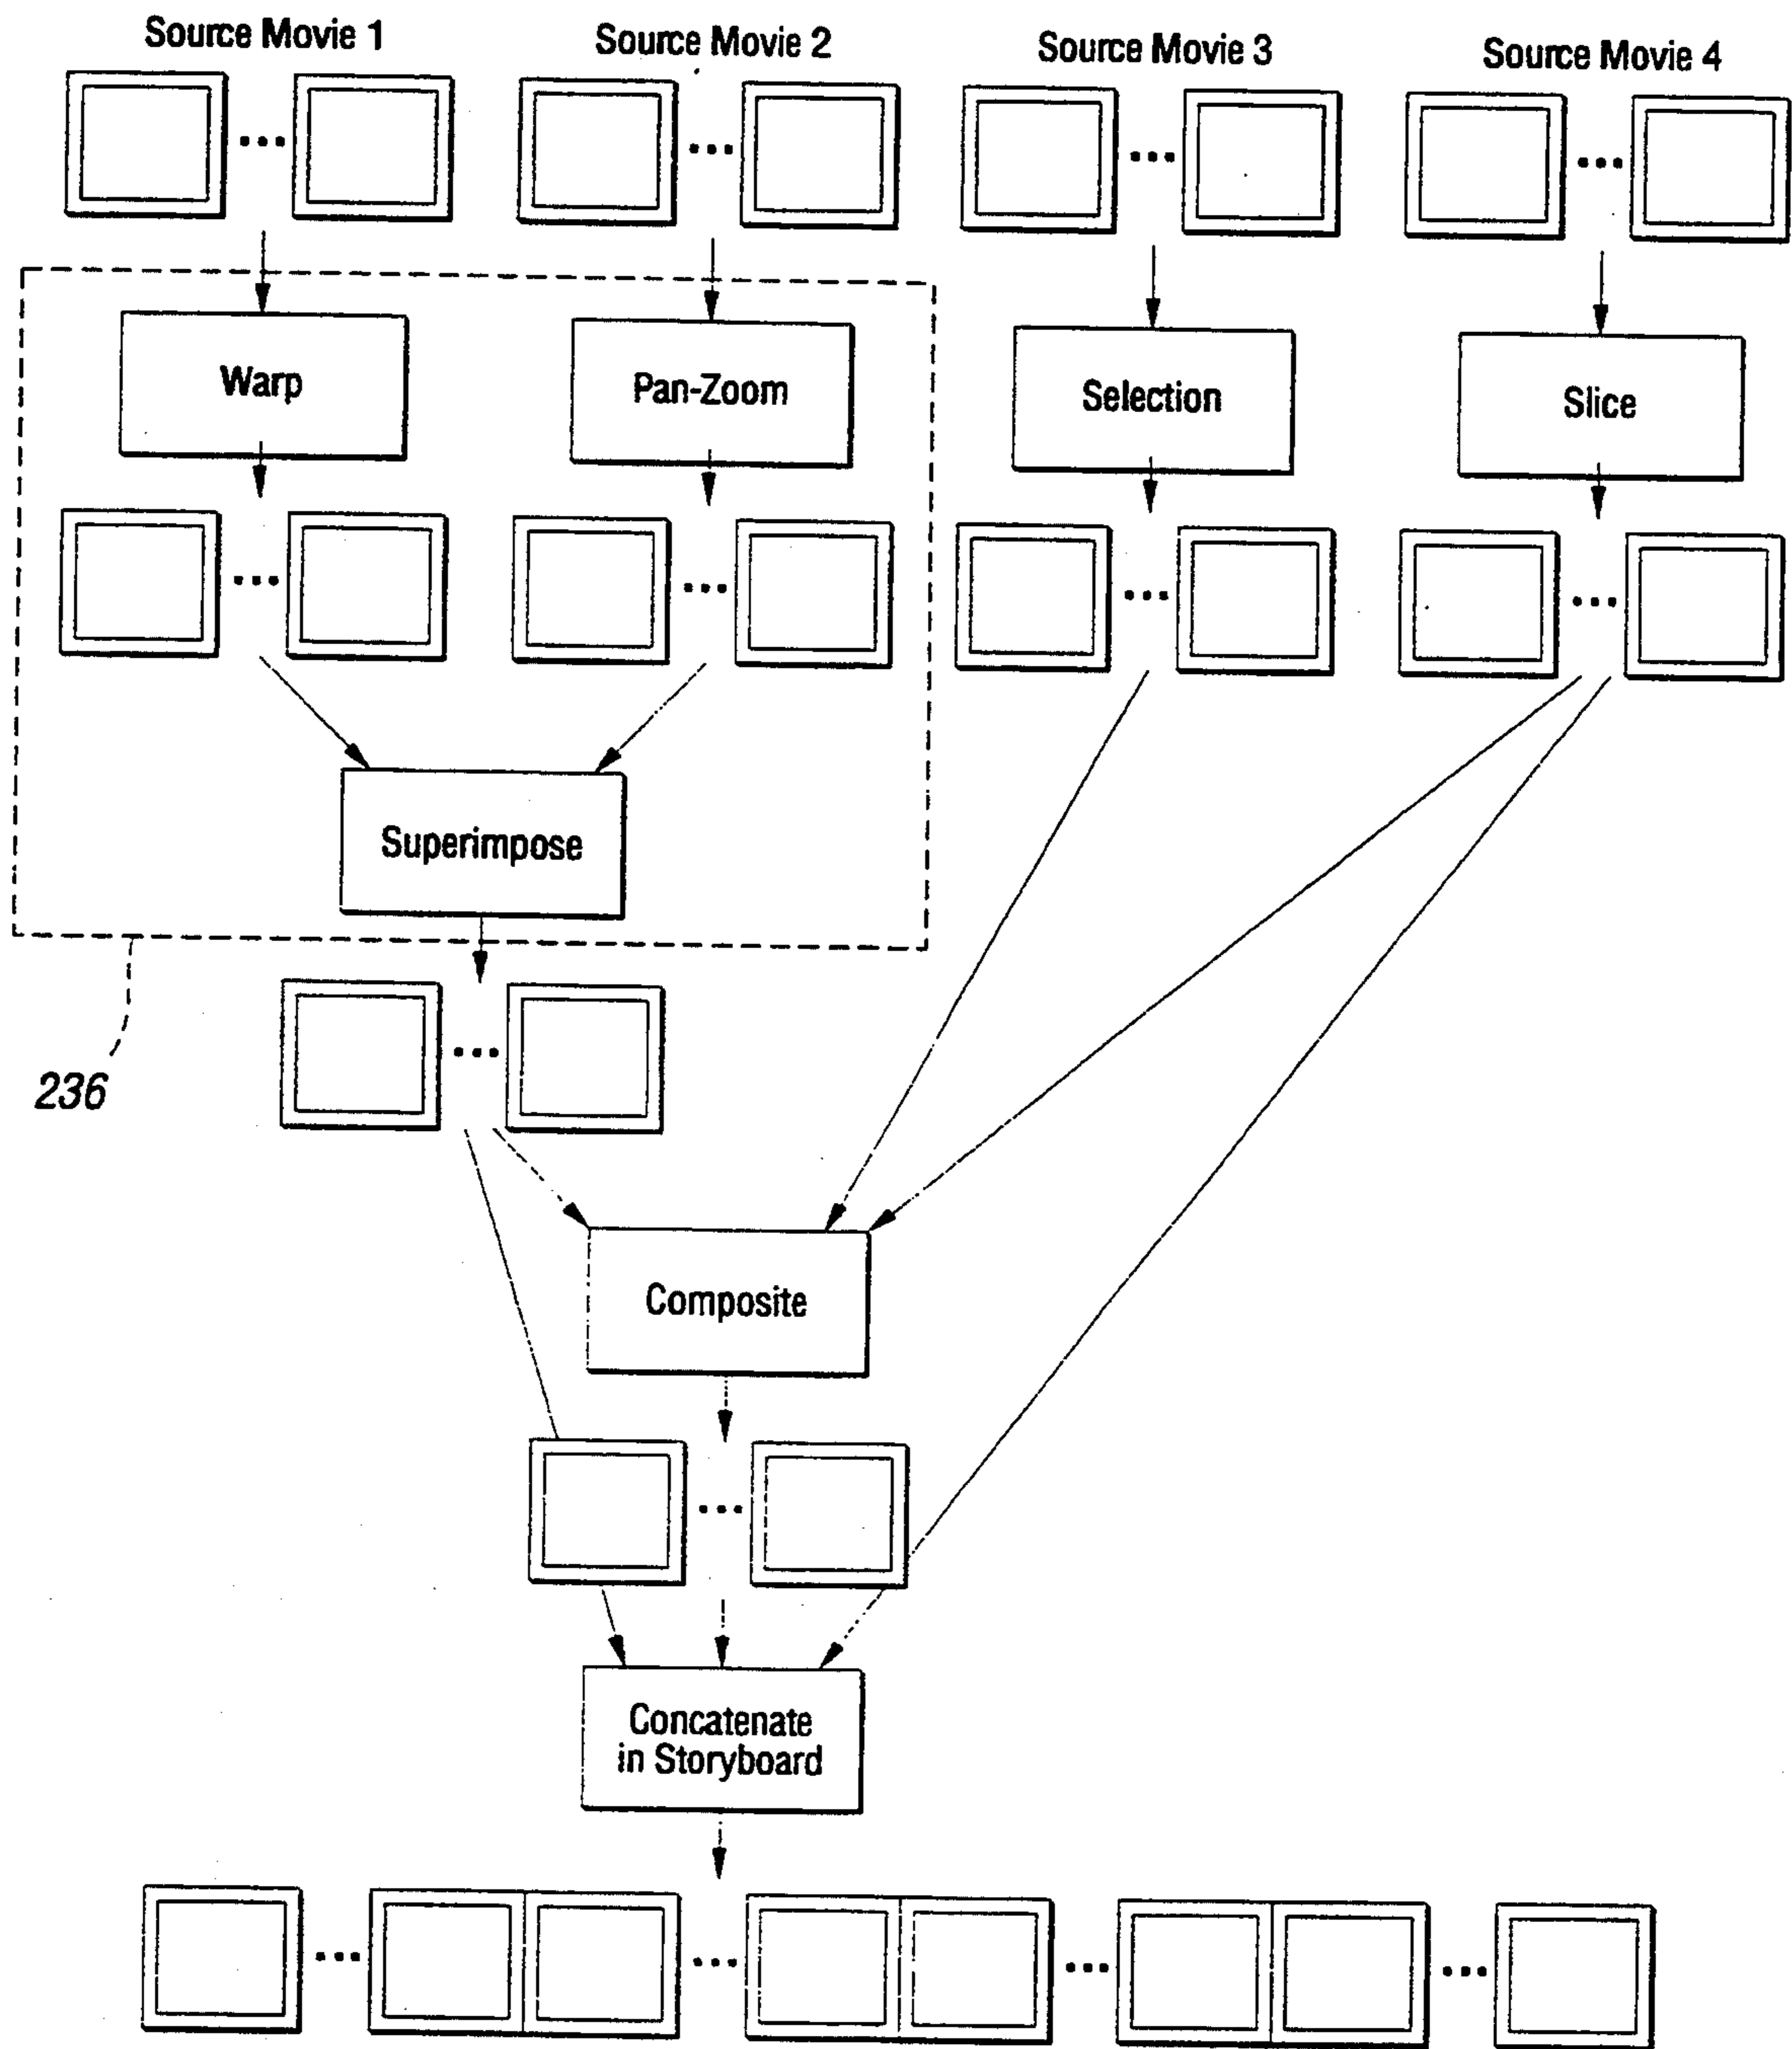 Source Movie 1
Source Movie 2
Source Movie 3
Source Movie 4
Warp
Pan-Zoom
Selection
Slice
Superimpose
236
Composite
Concatenate
in Storyboard